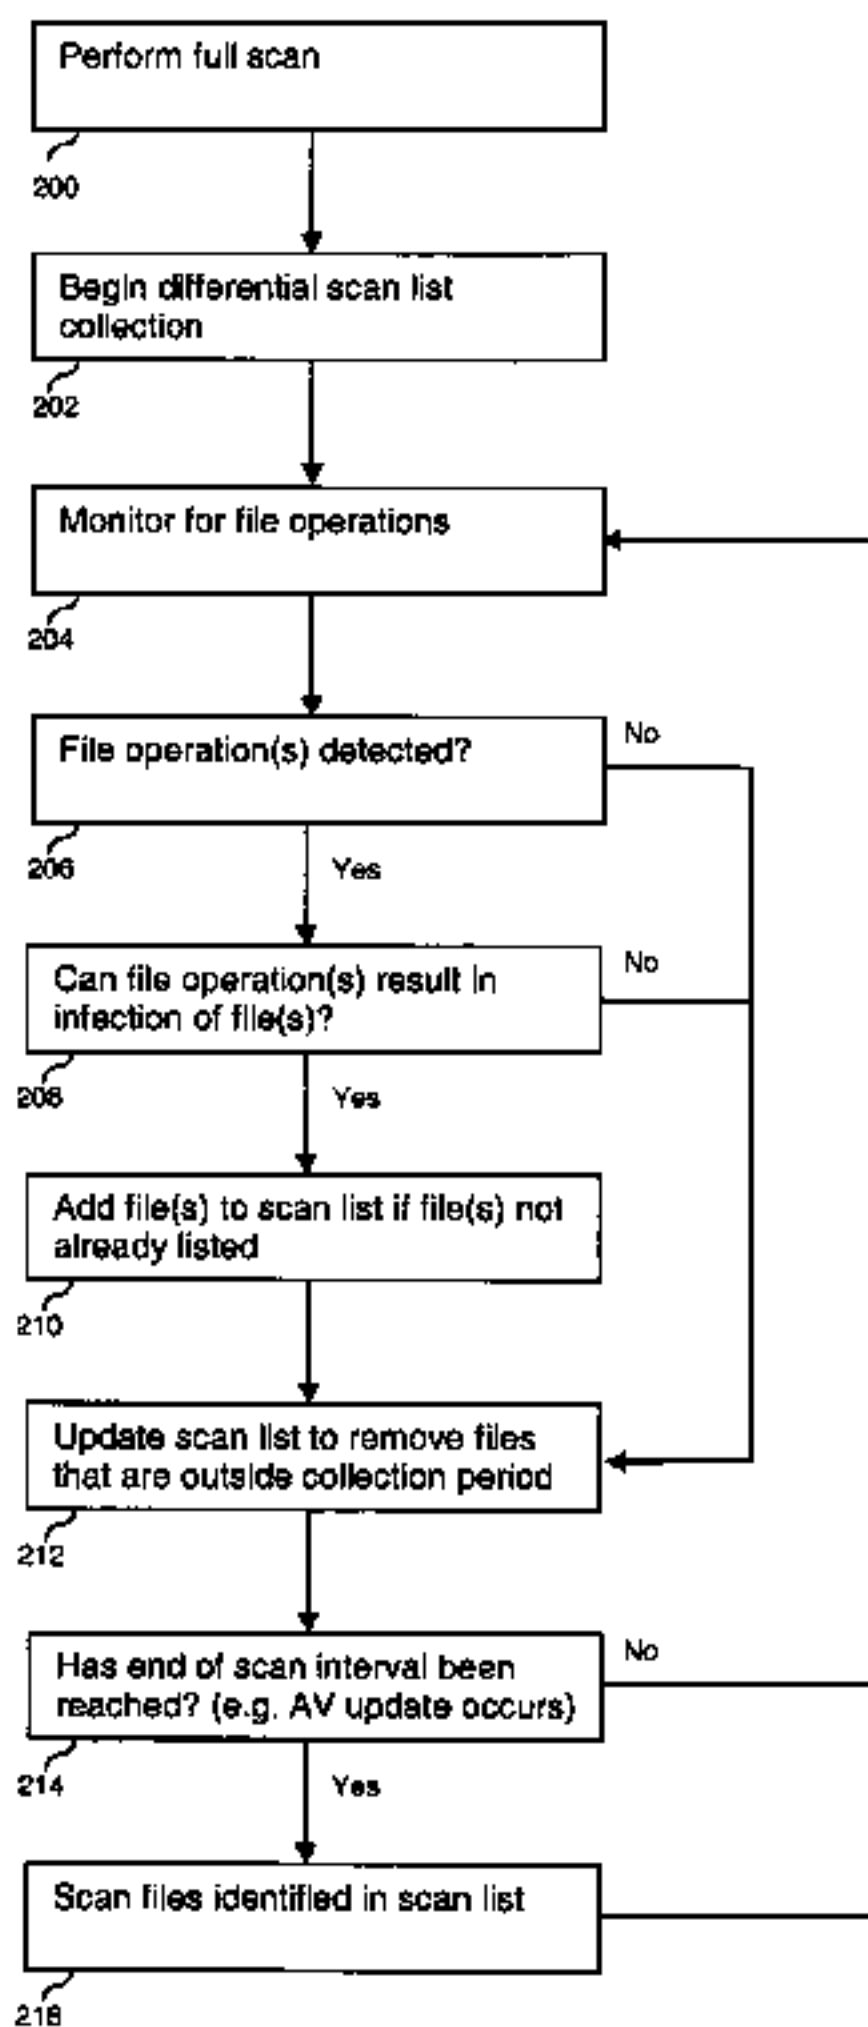 Perform full scan
200
Begin differential scan list
collection
202
Monitor for file operations
204
File operation(s) detected?
No
206
Yes
Can file operation(s) result in
infection of file(s)?
No
208
Yes
Add file(s) to scan list if file(s) not
already listed
210
Update scan list to remove files
that are outside collection period
212
Has end of scan interval been
reached? (e.g. AV update occurs)
No
214
Yes
Scan files identified in scan list
216